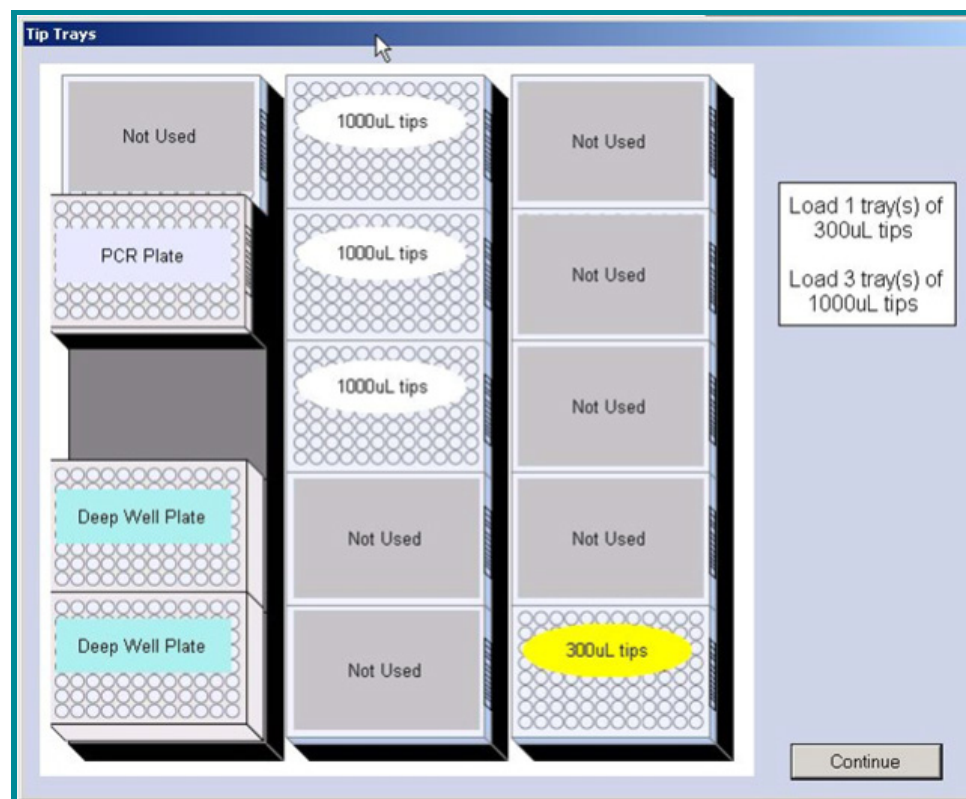 Tip Trays
Not Used
PCR Plate
Deep Well Plate
Deep Well Plate
1000uL tips
1000uL tips
1000uL tips
Not Used
Not Used
Not Used
Not Used
Not Used
Not Used
300uL tips
Load 1 tray(s) of
300uL tips
Load 3 tray(s) of
1000uL tips
Continue